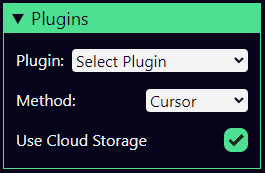 Plugins
Plugin: Select Plugin
Method: Cursor
Use Cloud Storage